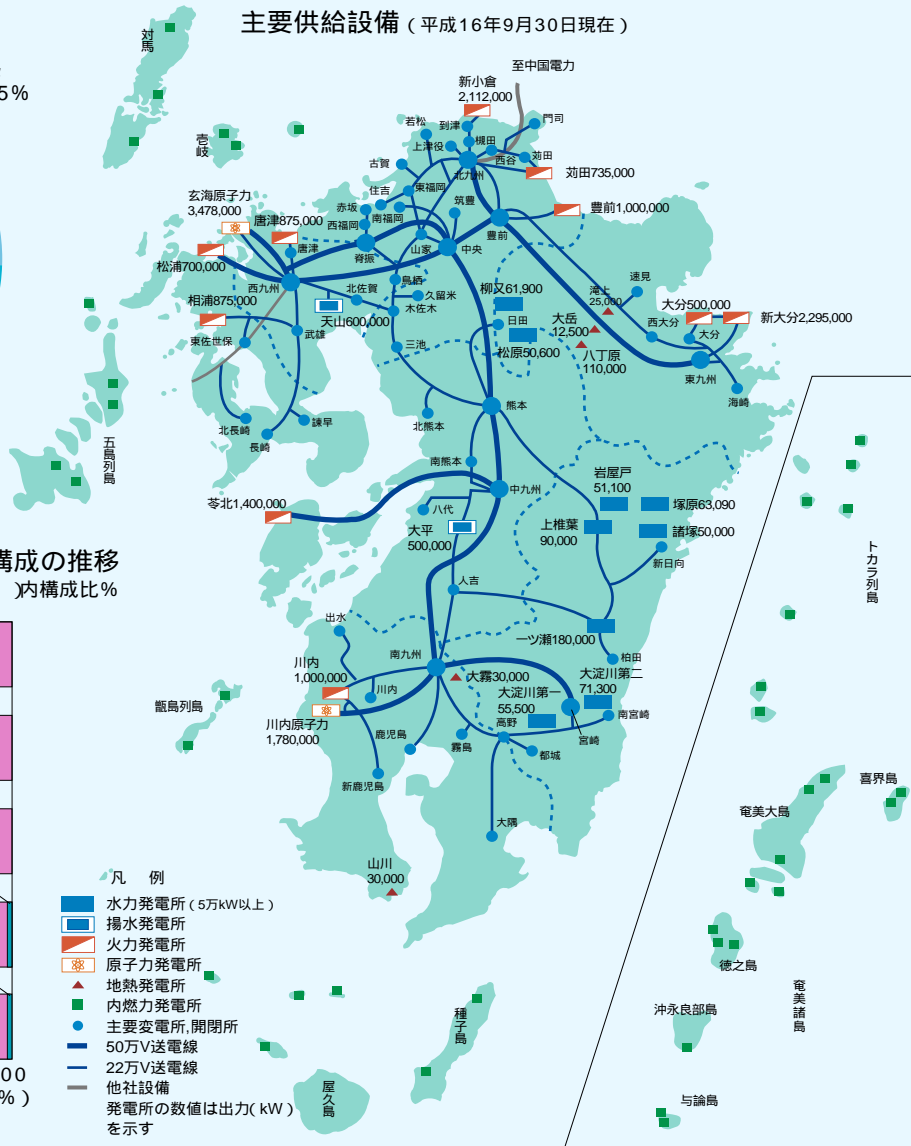 主要供給設備(平成16年9月30日現在)
5%
対馬
壱岐
至中国電力
新小倉
2,112,000
若松
到津
門司
上津役
槻田
西谷
苅田
北九州
苅田735,000
古賀
住吉
東福岡
筑豊
赤坂
南福岡
西福岡
豊前1,000,000
豊前
玄海原子力
3,478,000
唐津875,000
唐津
脊振
山家
中央
松浦700,000
西九州
鳥栖
北佐賀
久留米
木佐木
柳又61,900
滝上
25,000
速見
相浦875,000
天山600,000
日田
大岳
12,500
西大分
大分500,000
大分
新大分2,295,000
東佐世保
武雄
三池
松原50,600
八丁原
110,000
東九州
海崎
熊本
北熊本
北長崎
長崎
諫早
五島列島
南熊本
中九州
岩屋戸
51,100
塚原63,090
苓北1,400,000
八代
大平
500,000
上椎葉
90,000
諸塚50,000
新日向
構成の推移
)内構成比%
トカラ列島
人吉
出水
一ツ瀬180,000
柏田
南九州
川内
1,000,000
川内
大霧30,000
大淀川第一
55,500
大淀川第二
71,300
甑島列島
川内原子力
1,780,000
鹿児島
霧島
高野
都城
宮崎
南宮崎
新鹿児島
大隅
喜界島
奄美大島
山川
30,000
凡 例
水力発電所(5万kW以上)
揚水発電所
火力発電所
原子力発電所
地熱発電所
内燃力発電所
主要変電所,開閉所
50万V送電線
22万V送電線
他社設備
発電所の数値は出力(kW)
を示す
徳之島
奄美諸島
沖永良部島
種子島
屋久島
与論島
00
%)